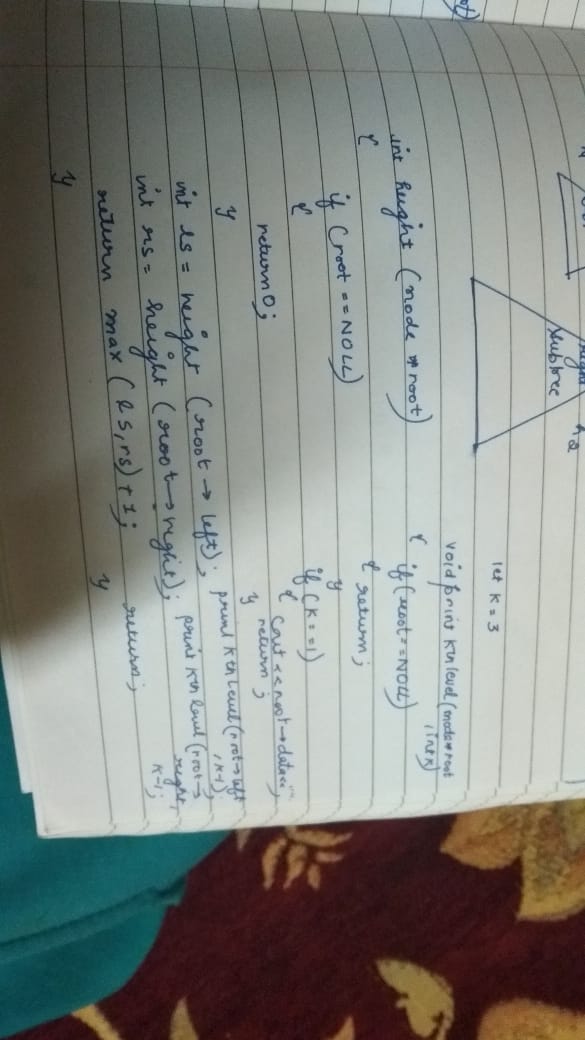 right
subtree
h2
int height (node * root)
{
if (root == NULL)
{
return 0;
}
int ls = height (root → left);
int rs = height (root → right);
return max (ls, rs) + 1;
}
let k = 3
void print kth level (node * root
, int k)
{
if (root == NULL)
{ return;
}
if (k == 1)
{ cout << root → data <<
return;
}
print kth level (root → left
, k-1);
print kth level (root →
right,
k-1;
return;
}